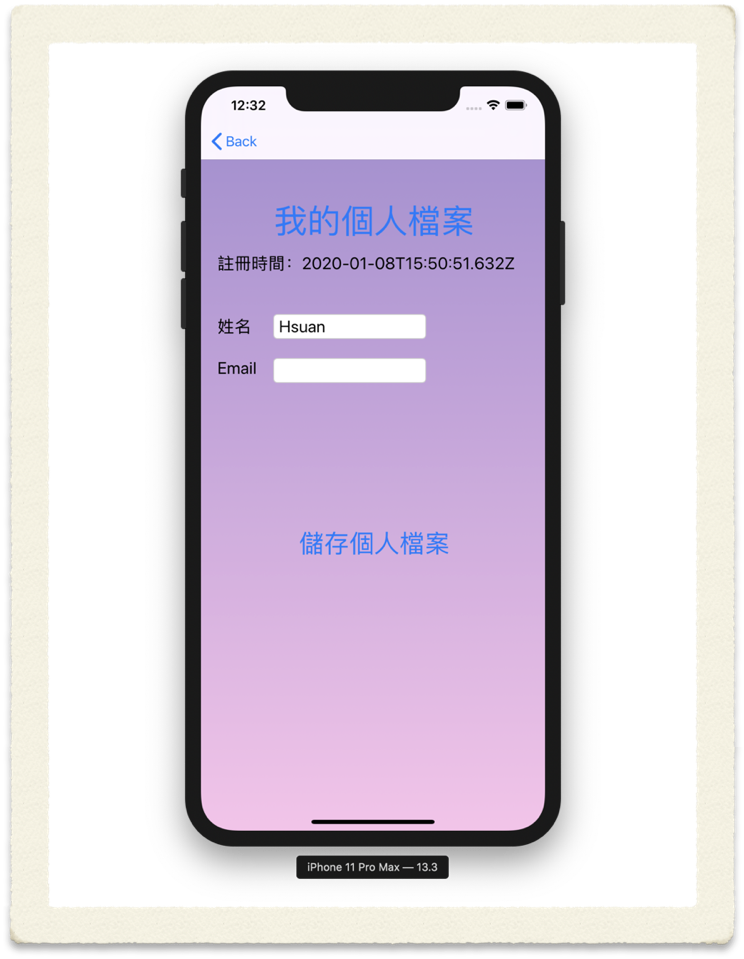 12:32
Back
我的個人檔案
註冊時間：2020-01-08T15:50:51.632Z
姓名 Hsuan
Email
儲存個人檔案
iPhone 11 Pro Max — 13.3